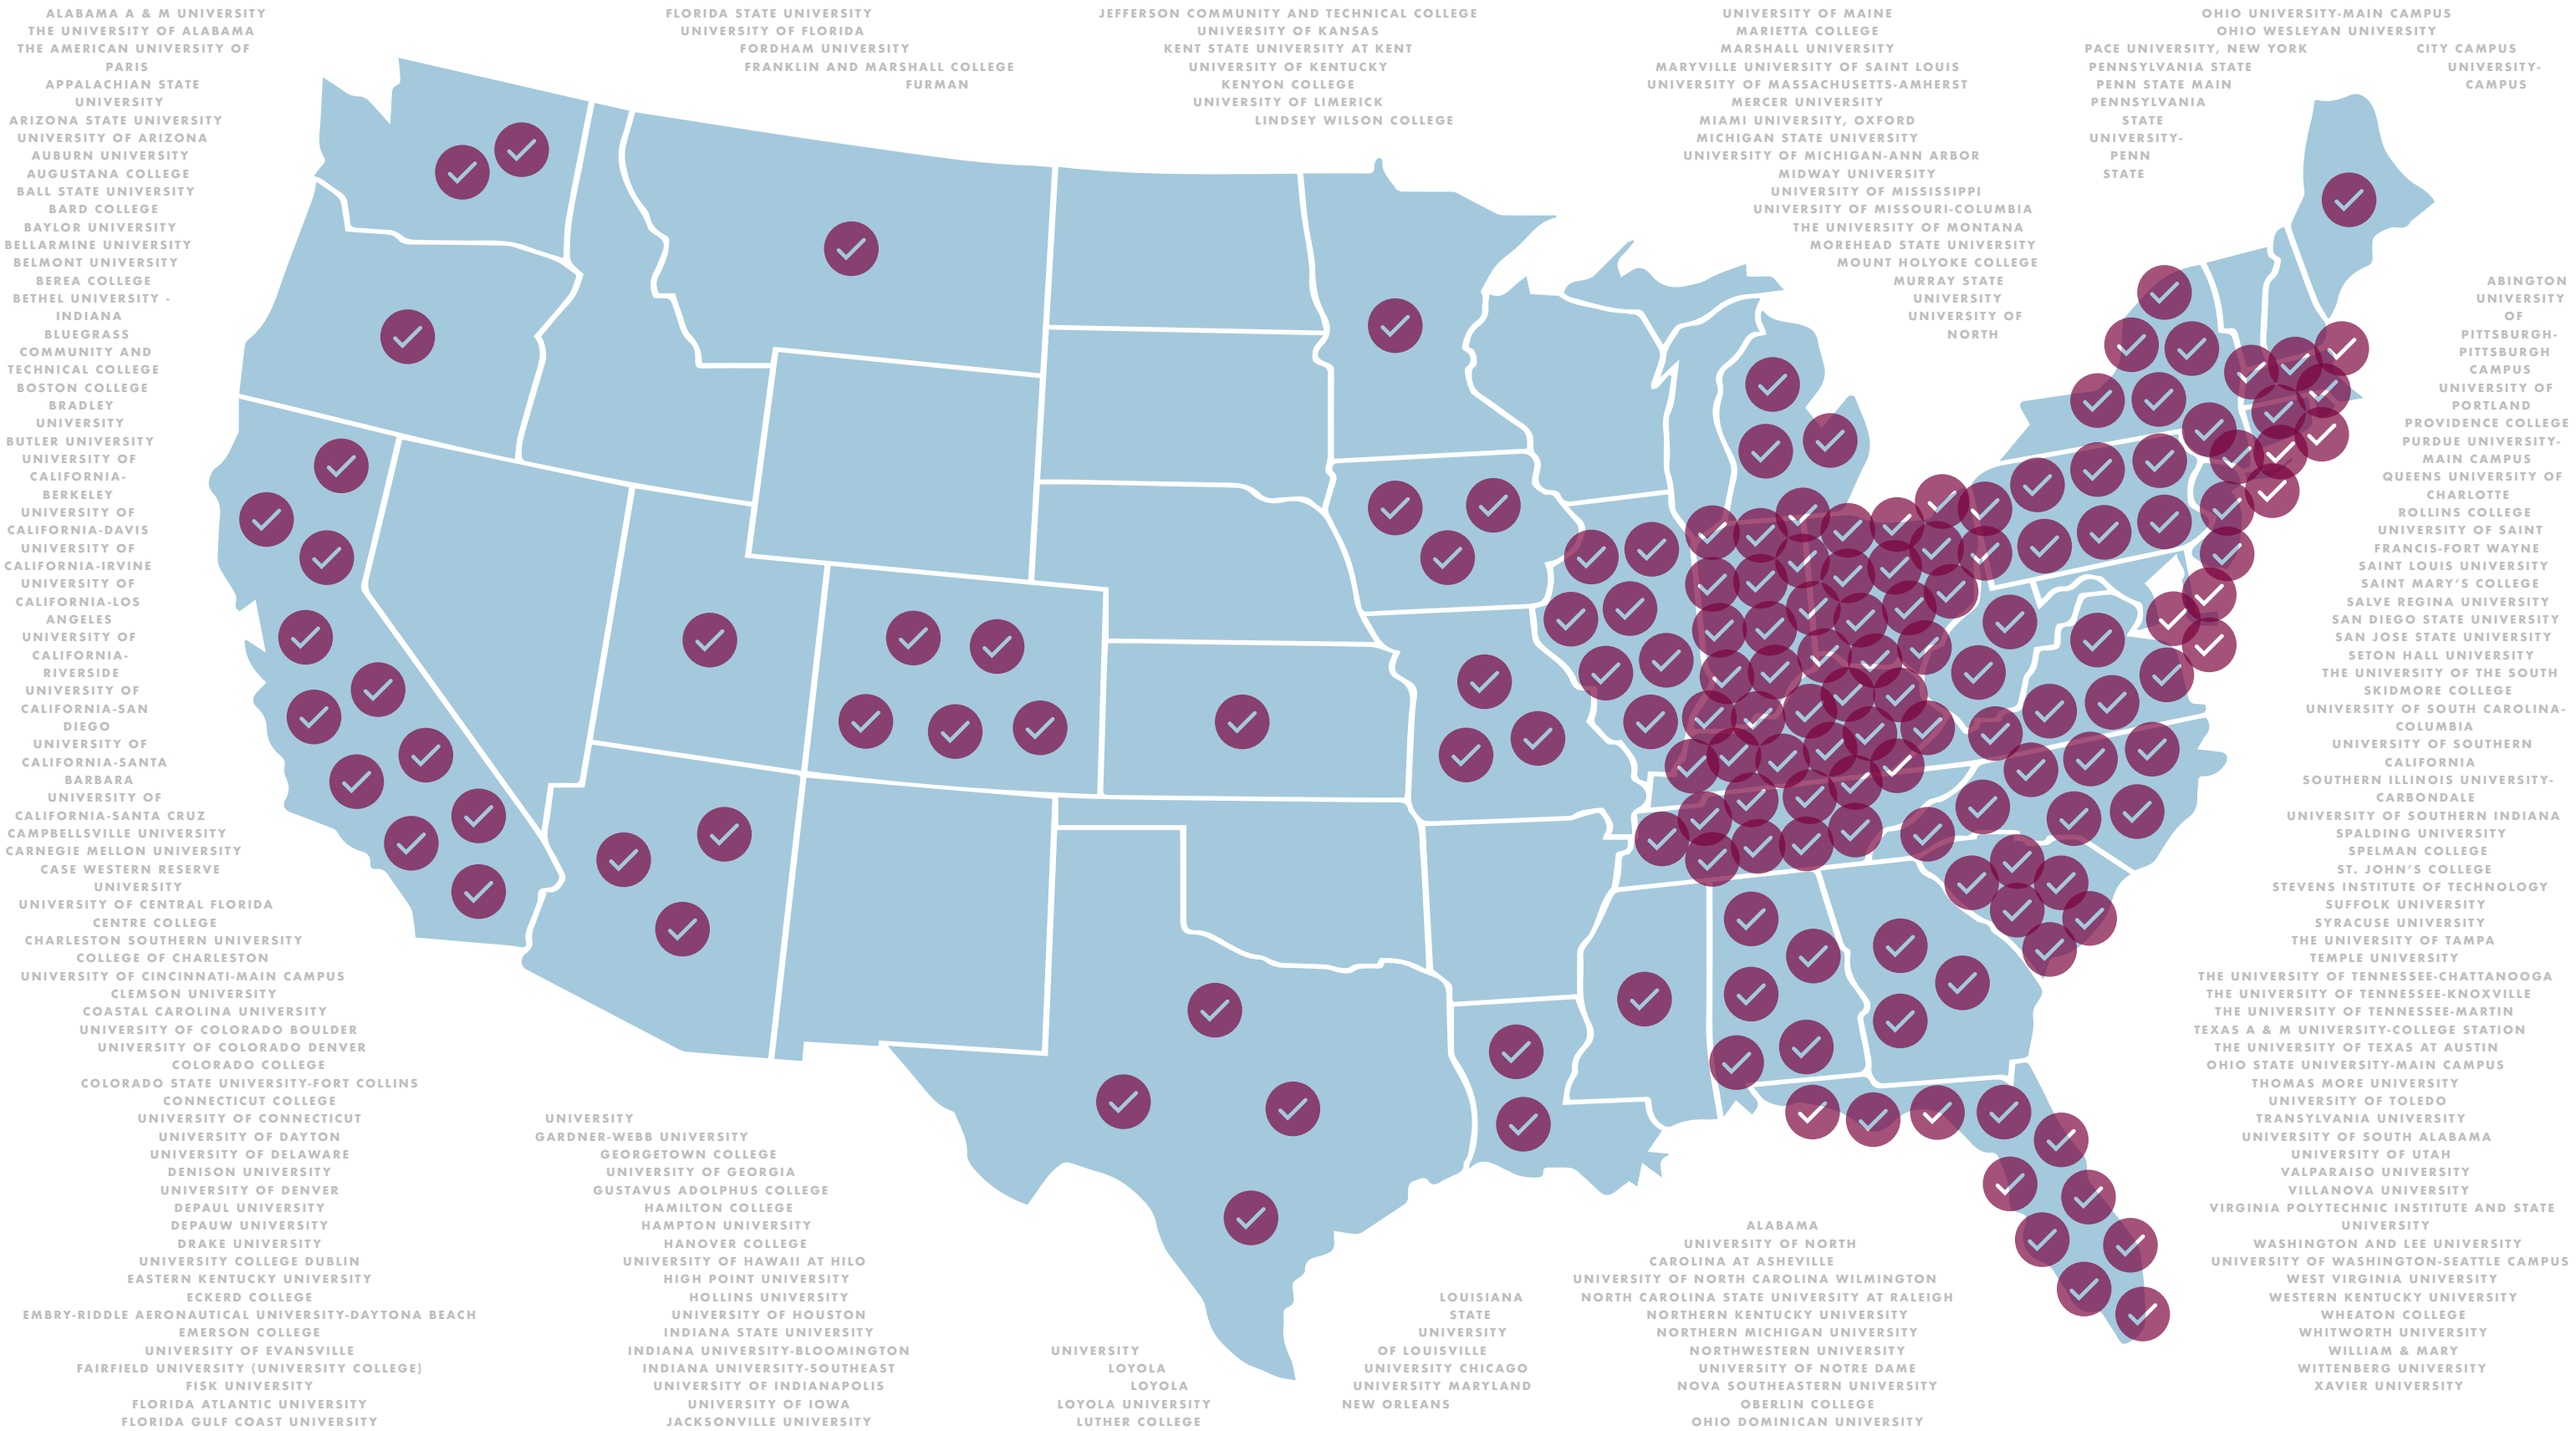 ALABAMA A & M UNIVERSITY
THE UNIVERSITY OF ALABAMA
THE AMERICAN UNIVERSITY OF
PARIS
APPALACHIAN STATE
UNIVERSITY
ARIZONA STATE UNIVERSITY
UNIVERSITY OF ARIZONA
AUBURN UNIVERSITY
AUGUSTANA COLLEGE
BALL STATE UNIVERSITY
BARD COLLEGE
BAYLOR UNIVERSITY
BELLARMINE UNIVERSITY
BELMONT UNIVERSITY
BEREA COLLEGE
BETHEL UNIVERSITY -
INDIANA
BLUEGRASS
COMMUNITY AND
TECHNICAL COLLEGE
BOSTON COLLEGE
BRADLEY
UNIVERSITY
BUTLER UNIVERSITY
UNIVERSITY OF
CALIFORNIA-
BERKELEY
UNIVERSITY OF
CALIFORNIA-DAVIS
UNIVERSITY OF
CALIFORNIA-IRVINE
UNIVERSITY OF
CALIFORNIA-LOS
ANGELES
UNIVERSITY OF
CALIFORNIA-
RIVERSIDE
UNIVERSITY OF
CALIFORNIA-SAN
DIEGO
UNIVERSITY OF
CALIFORNIA-SANTA
BARBARA
UNIVERSITY OF
CALIFORNIA-SANTA CRUZ
CAMPBELLSVILLE UNIVERSITY
CARNEGIE MELLON UNIVERSITY
CASE WESTERN RESERVE
UNIVERSITY
UNIVERSITY OF CENTRAL FLORIDA
CENTRE COLLEGE
CHARLESTON SOUTHERN UNIVERSITY
COLLEGE OF CHARLESTON
UNIVERSITY OF CINCINNATI-MAIN CAMPUS
CLEMSON UNIVERSITY
COASTAL CAROLINA UNIVERSITY
UNIVERSITY OF COLORADO BOULDER
UNIVERSITY OF COLORADO DENVER
COLORADO COLLEGE
COLORADO STATE UNIVERSITY-FORT COLLINS
CONNECTICUT COLLEGE
UNIVERSITY OF CONNECTICUT
UNIVERSITY OF DAYTON
UNIVERSITY OF DELAWARE
DENISON UNIVERSITY
UNIVERSITY OF DENVER
DEPAUL UNIVERSITY
DEPAUW UNIVERSITY
DRAKE UNIVERSITY
UNIVERSITY COLLEGE DUBLIN
EASTERN KENTUCKY UNIVERSITY
ECKERD COLLEGE
EMBRY-RIDDLE AERONAUTICAL UNIVERSITY-DAYTONA BEACH
EMERSON COLLEGE
UNIVERSITY OF EVANSVILLE
FAIRFIELD UNIVERSITY (UNIVERSITY COLLEGE)
FISK UNIVERSITY
FLORIDA ATLANTIC UNIVERSITY
FLORIDA GULF COAST UNIVERSITY
FLORIDA STATE UNIVERSITY
UNIVERSITY OF FLORIDA
FORDHAM UNIVERSITY
FRANKLIN AND MARSHALL COLLEGE
FURMAN
UNIVERSITY
GARDNER-WEBB UNIVERSITY
GEORGETOWN COLLEGE
UNIVERSITY OF GEORGIA
GUSTAVUS ADOLPHUS COLLEGE
HAMILTON COLLEGE
HAMPTON UNIVERSITY
HANOVER COLLEGE
UNIVERSITY OF HAWAII AT HILO
HIGH POINT UNIVERSITY
HOLLINS UNIVERSITY
UNIVERSITY OF HOUSTON
INDIANA STATE UNIVERSITY
INDIANA UNIVERSITY-BLOOMINGTON
INDIANA UNIVERSITY-SOUTHEAST
UNIVERSITY OF INDIANAPOLIS
UNIVERSITY OF IOWA
JACKSONVILLE UNIVERSITY
JEFFERSON COMMUNITY AND TECHNICAL COLLEGE
UNIVERSITY OF KANSAS
KENT STATE UNIVERSITY AT KENT
UNIVERSITY OF KENTUCKY
KENYON COLLEGE
UNIVERSITY OF LIMERICK
LINDSEY WILSON COLLEGE
LOUISIANA
STATE
UNIVERSITY
UNIVERSITY OF LOUISVILLE
LOYOLA UNIVERSITY CHICAGO
LOYOLA UNIVERSITY MARYLAND
LOYOLA UNIVERSITY NEW ORLEANS
LUTHER COLLEGE
UNIVERSITY OF MAINE
MARIETTA COLLEGE
MARSHALL UNIVERSITY
MARYVILLE UNIVERSITY OF SAINT LOUIS
UNIVERSITY OF MASSACHUSETTS-AMHERST
MERCER UNIVERSITY
MIAMI UNIVERSITY, OXFORD
MICHIGAN STATE UNIVERSITY
UNIVERSITY OF MICHIGAN-ANN ARBOR
MIDWAY UNIVERSITY
UNIVERSITY OF MISSISSIPPI
UNIVERSITY OF MISSOURI-COLUMBIA
THE UNIVERSITY OF MONTANA
MOREHEAD STATE UNIVERSITY
MOUNT HOLYOKE COLLEGE
MURRAY STATE
UNIVERSITY
UNIVERSITY OF
NORTH
ALABAMA
UNIVERSITY OF NORTH
CAROLINA AT ASHEVILLE
UNIVERSITY OF NORTH CAROLINA WILMINGTON
NORTH CAROLINA STATE UNIVERSITY AT RALEIGH
NORTHERN KENTUCKY UNIVERSITY
NORTHERN MICHIGAN UNIVERSITY
NORTHWESTERN UNIVERSITY
UNIVERSITY OF NOTRE DAME
NOVA SOUTHEASTERN UNIVERSITY
OBERLIN COLLEGE
OHIO DOMINICAN UNIVERSITY
OHIO UNIVERSITY-MAIN CAMPUS
OHIO WESLEYAN UNIVERSITY
PACE UNIVERSITY, NEW YORK CITY CAMPUS
PENNSYLVANIA STATE UNIVERSITY-
PENN STATE MAIN CAMPUS
PENNSYLVANIA
STATE
UNIVERSITY-
PENN
STATE
ABINGTON
UNIVERSITY
OF
PITTSBURGH-
PITTSBURGH
CAMPUS
UNIVERSITY OF
PORTLAND
PROVIDENCE COLLEGE
PURDUE UNIVERSITY-
MAIN CAMPUS
QUEENS UNIVERSITY OF
CHARLOTTE
ROLLINS COLLEGE
UNIVERSITY OF SAINT
FRANCIS-FORT WAYNE
SAINT LOUIS UNIVERSITY
SAINT MARY'S COLLEGE
SALVE REGINA UNIVERSITY
SAN DIEGO STATE UNIVERSITY
SAN JOSE STATE UNIVERSITY
SETON HALL UNIVERSITY
THE UNIVERSITY OF THE SOUTH
SKIDMORE COLLEGE
UNIVERSITY OF SOUTH CAROLINA-
COLUMBIA
UNIVERSITY OF SOUTHERN
CALIFORNIA
SOUTHERN ILLINOIS UNIVERSITY-
CARBONDALE
UNIVERSITY OF SOUTHERN INDIANA
SPALDING UNIVERSITY
SPELMAN COLLEGE
ST. JOHN'S COLLEGE
STEVENS INSTITUTE OF TECHNOLOGY
SUFFOLK UNIVERSITY
SYRACUSE UNIVERSITY
THE UNIVERSITY OF TAMPA
TEMPLE UNIVERSITY
THE UNIVERSITY OF TENNESSEE-CHATTANOOGA
THE UNIVERSITY OF TENNESSEE-KNOXVILLE
THE UNIVERSITY OF TENNESSEE-MARTIN
TEXAS A & M UNIVERSITY-COLLEGE STATION
THE UNIVERSITY OF TEXAS AT AUSTIN
OHIO STATE UNIVERSITY-MAIN CAMPUS
THOMAS MORE UNIVERSITY
UNIVERSITY OF TOLEDO
TRANSYLVANIA UNIVERSITY
UNIVERSITY OF SOUTH ALABAMA
UNIVERSITY OF UTAH
VALPARAISO UNIVERSITY
VILLANOVA UNIVERSITY
VIRGINIA POLYTECHNIC INSTITUTE AND STATE
UNIVERSITY
WASHINGTON AND LEE UNIVERSITY
UNIVERSITY OF WASHINGTON-SEATTLE CAMPUS
WEST VIRGINIA UNIVERSITY
WESTERN KENTUCKY UNIVERSITY
WHEATON COLLEGE
WHITWORTH UNIVERSITY
WILLIAM & MARY
WITTENBERG UNIVERSITY
XAVIER UNIVERSITY